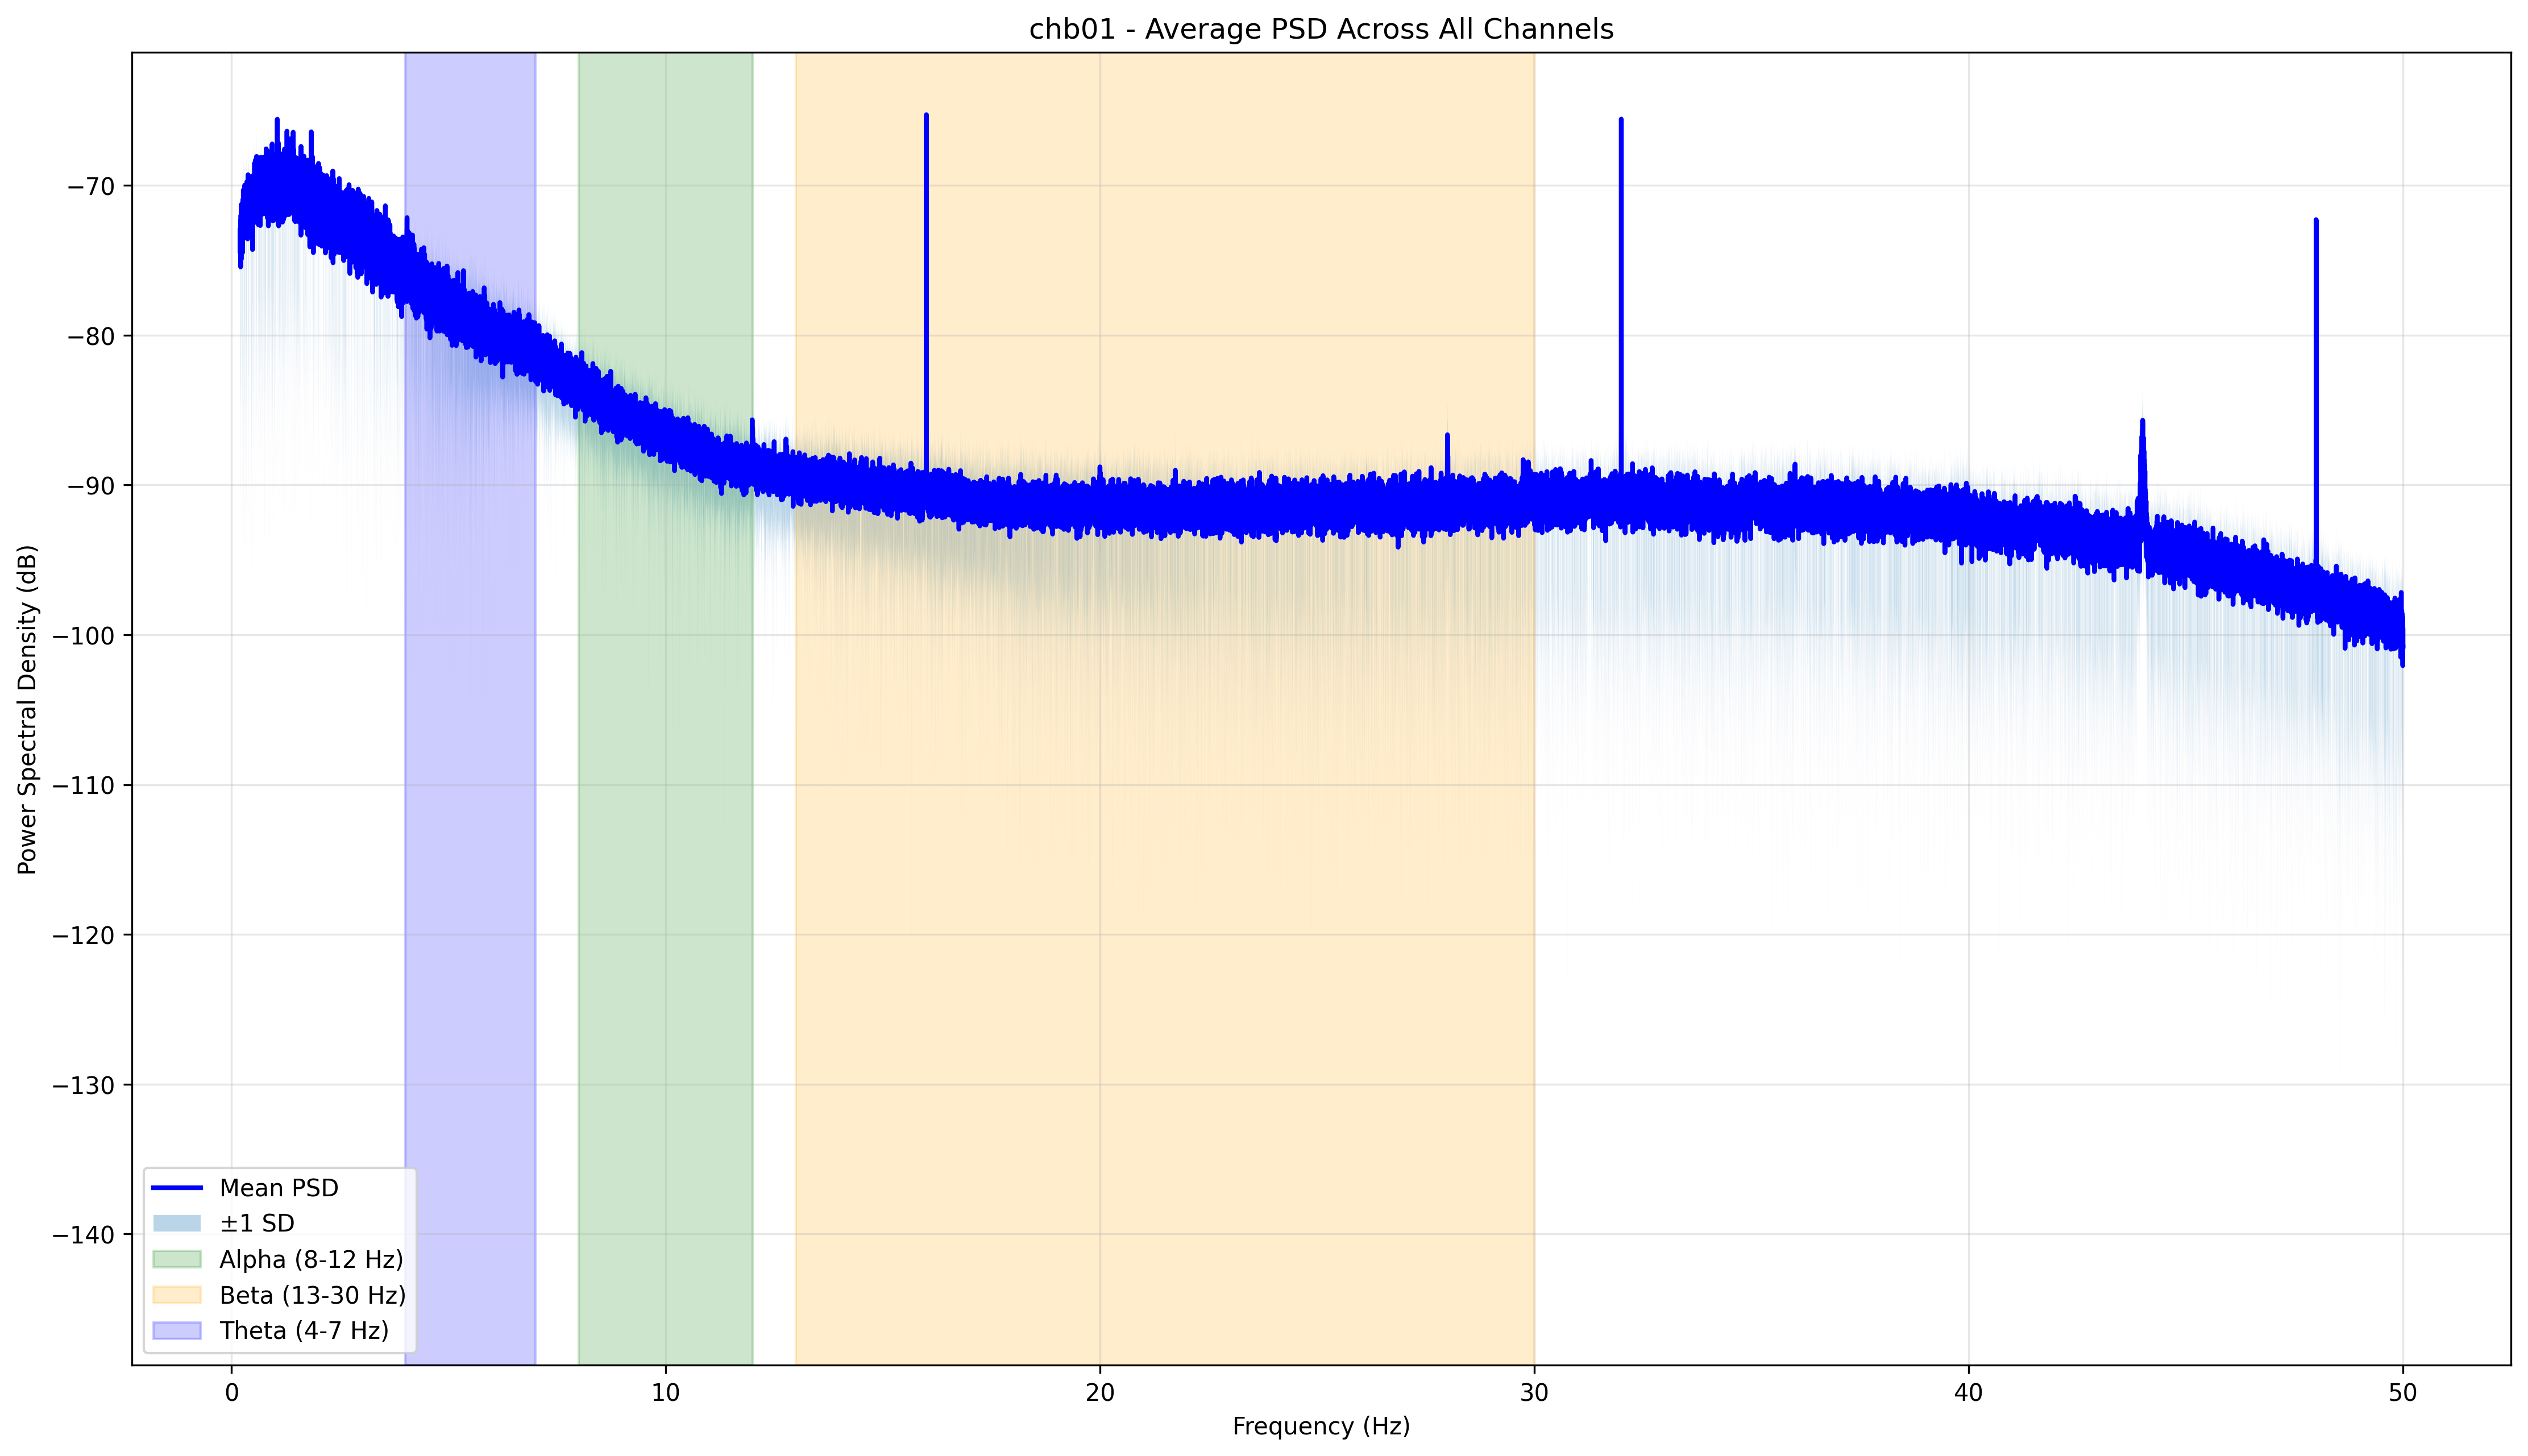 chb01 - Average PSD Across All Channels
Power Spectral Density (dB)
−70
−80
−90
−100
−110
−120
−130
−140
Mean PSD
±1 SD
Alpha (8-12 Hz)
Beta (13-30 Hz)
Theta (4-7 Hz)
0 10 20 30 40 50
Frequency (Hz)